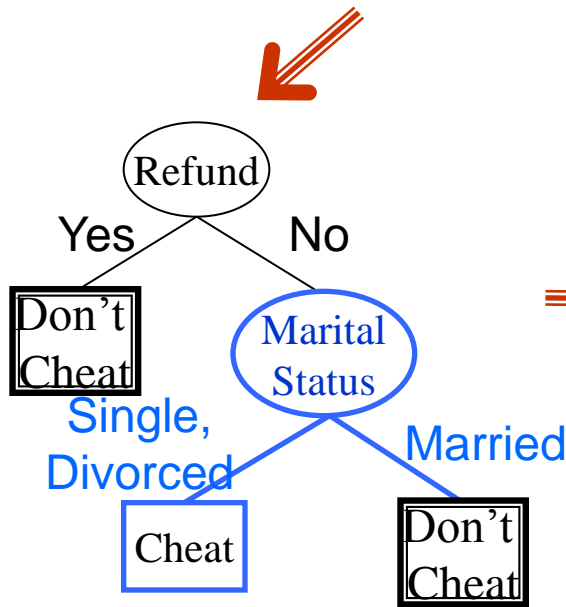 Refund
Yes
No
Don't
Cheat
Marital
Status
Single,
Divorced
Married
Cheat
Don't
Cheat